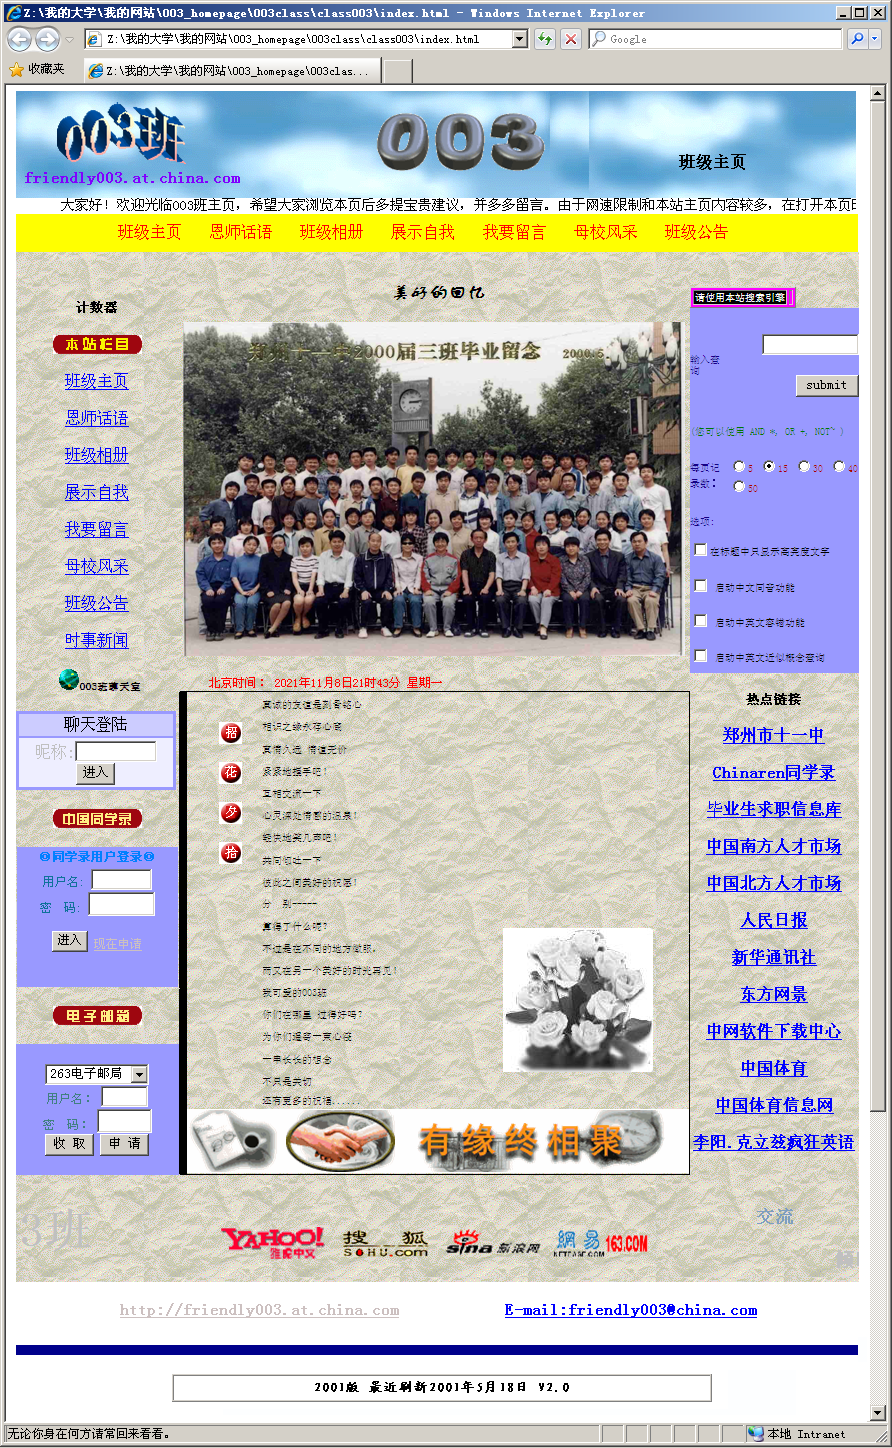 Z:\我的大学\我的网站\003_homepage\003class\class003\index.html - Windows Internet Explorer
Z:\我的大学\我的网站\003_homepage\003class\class003\index.html
Google
收藏夹
Z:\我的大学\我的网站\003_homepage\003clas...
003班
friendly003.at.china.com
003
班级主页
大家好！欢迎光临003班主页，希望大家浏览本页后多提宝贵建议，并多多留言。由于网速限制和本站主页内容较多，在打开本页时
班级主页 恩师话语 班级相册 展示自我 我要留言 母校风采 班级公告
计数器
本站栏目
班级主页
恩师话语
班级相册
展示自我
我要留言
母校风采
班级公告
时事新闻
003班聊天室
聊天登陆
昵称:
进入
中国同学录
同学录用户登录
用户名:
密 码:
进入 现在申请
电子邮箱
263电子邮局
用户名:
密 码:
收 取 申 请
美好的回忆
郑州十一中2000届三班毕业留念 2000.5.
北京时间： 2021年11月8日21时43分 星期一
招
花
夕
拾
真诚的友谊是刻骨铭心
相识之缘永存心底
真情久远 情谊无价
紧紧地握手吧!
互相交流一下
心灵深处情感的温泉!
轻快地笑几声吧!
共同倾吐一下
彼此之间美好的祝愿!
分 别-----
算得了什么呢?
不过是在不同的地方做服,
而又在另一个美好的时光再见!
我可爱的003班
你们在哪里 过得好吗?
为你们握奉一束心花
一串长长的想念
不只是关切
还有更多的祝福......
有缘终相聚
请使用本站搜索引擎
输入查询
submit
(您可以使用 AND *, OR +, NOT^ )
每页记录数:
5 15 30 40
50
选项:
在标题中只显示高亮度文字
启动中文同音功能
启动中英文容错功能
启动中英文近似概念查询
热点链接
郑州市十一中
Chinaren同学录
毕业生求职信息库
中国南方人才市场
中国北方人才市场
人民日报
新华通讯社
东方网景
中网软件下载中心
中国体育
中国体育信息网
李阳.克立兹疯狂英语
3班
YAHOO!
雅虎中文
搜 狐
SOHU.com
sina 新浪网
網易 163.COM
NETEASE.COM
交流
http://friendly003.at.china.com
E-mail:friendly003@china.com
2001版 最近刷新2001年5月18日 V2.0
无论你身在何方请常回来看看。
本地 Intranet